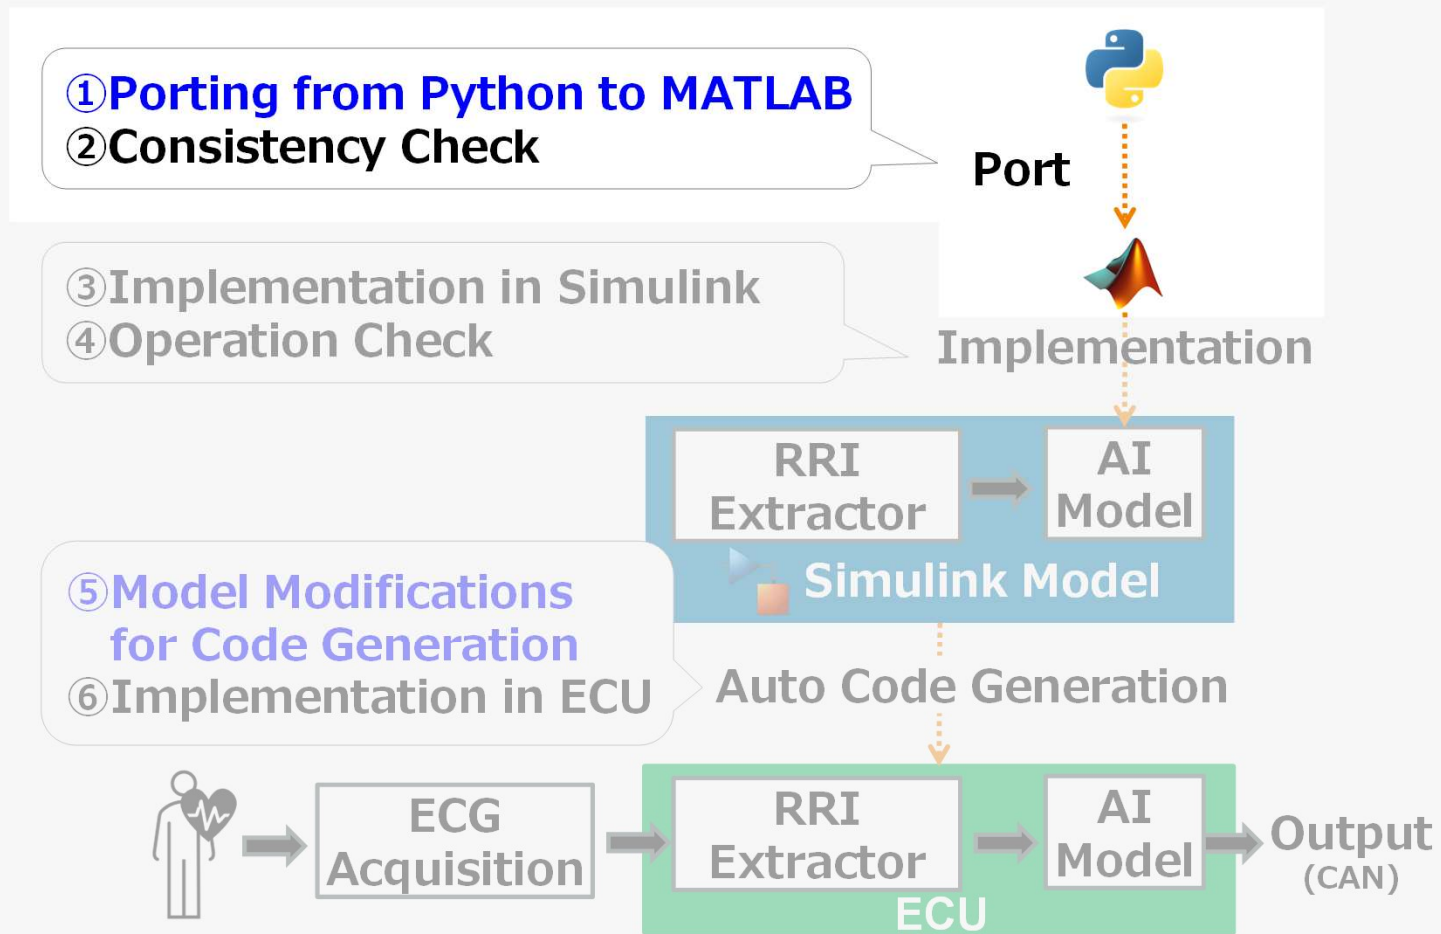 ①Porting from Python to MATLAB
②Consistency Check
Port
③Implementation in Simulink
④Operation Check
Implementation
RRI
Extractor
AI
Model
Simulink Model
⑤Model Modifications
for Code Generation
⑥Implementation in ECU
Auto Code Generation
ECG
Acquisition
RRI
Extractor
AI
Model
ECU
Output
(CAN)